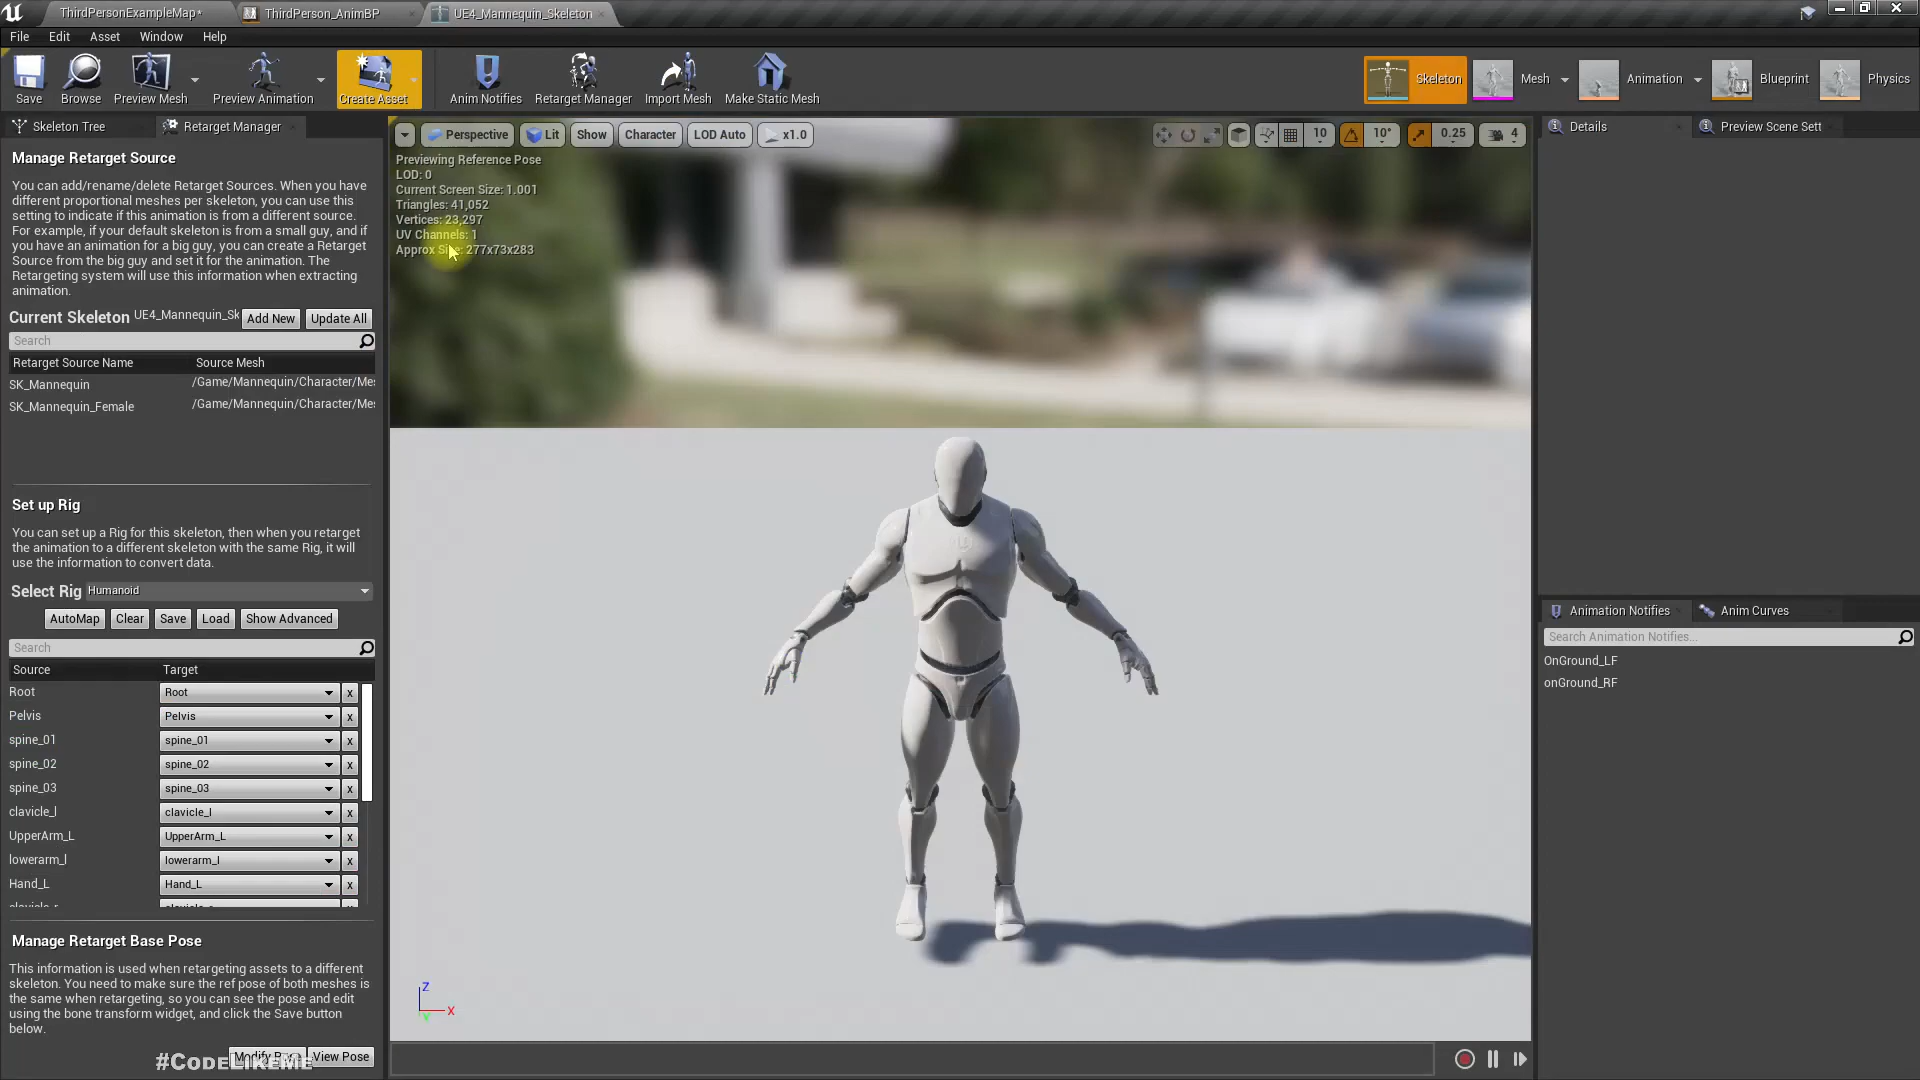 ThirdPersonExampleMap*
ThirdPerson_AnimBP
UE4_Mannequin_Skeleton
File Edit Asset Window Help
Save
Browse
Preview Mesh
Preview Animation
Create Asset
Anim Notifies
Retarget Manager
Import Mesh
Make Static Mesh
Skeleton
Mesh
Animation
Blueprint
Physics
Skeleton Tree
Retarget Manager
Manage Retarget Source
You can add/rename/delete Retarget Sources. When you have
different proportional meshes per skeleton, you can use this
setting to indicate if this animation is from a different source.
For example, if your default skeleton is from a small guy, and if
you have an animation for a big guy, you can create a Retarget
Source from the big guy and set it for the animation. The
Retargeting system will use this information when extracting
animation.
Current Skeleton UE4_Mannequin_Sk Add New Update All
Search
Retarget Source Name Source Mesh
SK_Mannequin /Game/Mannequin/Character/Mes
SK_Mannequin_Female /Game/Mannequin/Character/Mes
Set up Rig
You can set up a Rig for this skeleton, then when you retarget
the animation to a different skeleton with the same Rig, it will
use the information to convert data.
Select Rig Humanoid
AutoMap Clear Save Load Show Advanced
Search
Source Target
Root Root x
Pelvis Pelvis x
spine_01 spine_01 x
spine_02 spine_02 x
spine_03 spine_03 x
clavicle_l clavicle_l x
UpperArm_L UpperArm_L x
lowerarm_l lowerarm_l x
Hand_L Hand_L x
Manage Retarget Base Pose
This information is used when retargeting assets to a different
skeleton. You need to make sure the ref pose of both meshes is
the same when retargeting, so you can see the pose and edit
using the bone transform widget, and click the Save button
below.
Modify Pose View Pose
#CodeLikeMe
Perspective Lit Show Character LOD Auto x1.0
10 10° 0.25 4
Previewing Reference Pose
LOD: 0
Current Screen Size: 1.001
Triangles: 41,052
Vertices: 23,297
UV Channels: 1
Approx Size: 277x73x283
Z
X
Y
Details
Preview Scene Sett
Animation Notifies
Anim Curves
Search Animation Notifies...
OnGround_LF
onGround_RF